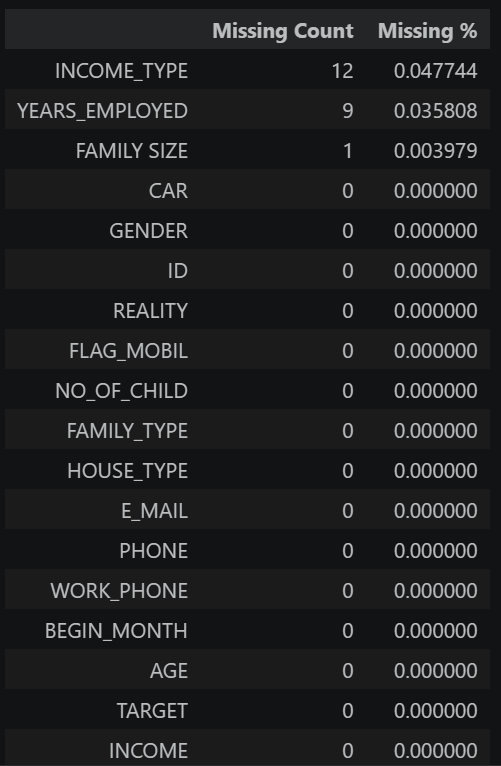 Missing Count Missing %
INCOME_TYPE 12 0.047744
YEARS_EMPLOYED 9 0.035808
FAMILY SIZE 1 0.003979
CAR 0 0.000000
GENDER 0 0.000000
ID 0 0.000000
REALITY 0 0.000000
FLAG_MOBIL 0 0.000000
NO_OF_CHILD 0 0.000000
FAMILY_TYPE 0 0.000000
HOUSE_TYPE 0 0.000000
E_MAIL 0 0.000000
PHONE 0 0.000000
WORK_PHONE 0 0.000000
BEGIN_MONTH 0 0.000000
AGE 0 0.000000
TARGET 0 0.000000
INCOME 0 0.000000